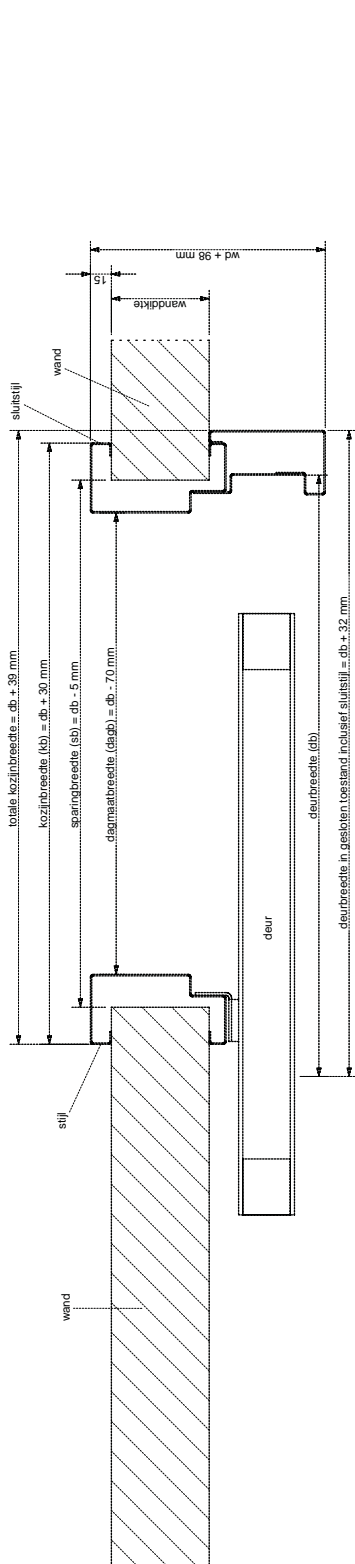 totale kozijnbreedte = db + 39 mm
kozijnbreedte (kb) = db + 30 mm
sparingbreedte (sb) = db - 5 mm
dagmaatbreedte (dagb) = db - 70 mm
deurbreedte (db)
deurbreedte in gesloten toestand inclusief sluitstijl = db + 32 mm
sluitstijl
wand
15
wanddikte
wd + 98 mm
stijl
wand
deur